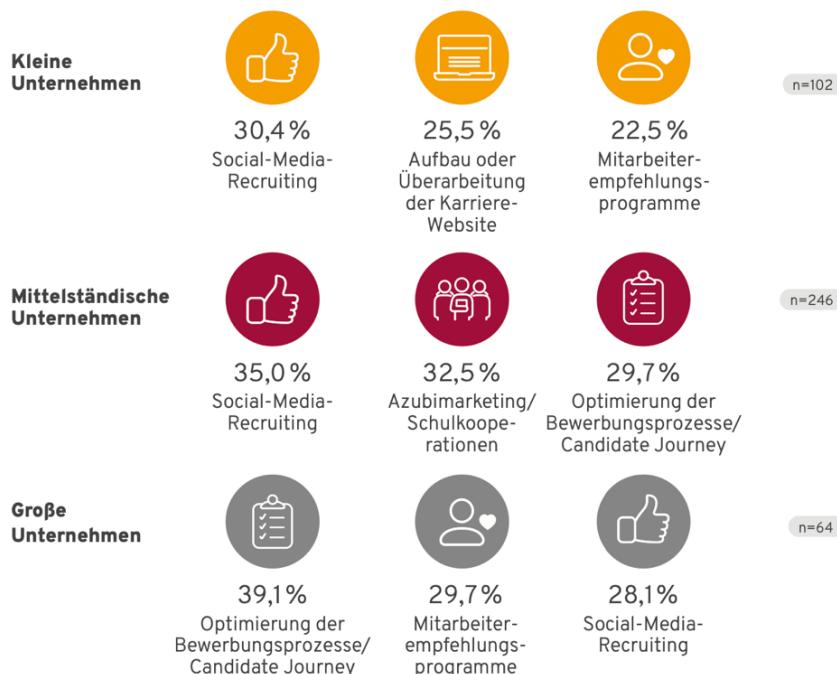 Kleine
Unternehmen
n=102
30,4 %
Social-Media-
Recruiting
25,5 %
Aufbau oder
Überarbeitung
der Karriere-
Website
22,5 %
Mitarbeiter-
empfehlungs-
programme
Mittelständische
Unternehmen
n=246
35,0 %
Social-Media-
Recruiting
32,5 %
Azubimarketing/
Schulkoope-
rationen
29,7 %
Optimierung der
Bewerbungsprozesse/
Candidate Journey
Große
Unternehmen
n=64
39,1 %
Optimierung der
Bewerbungsprozesse/
Candidate Journey
29,7 %
Mitarbeiter-
empfehlungs-
programme
28,1 %
Social-Media-
Recruiting